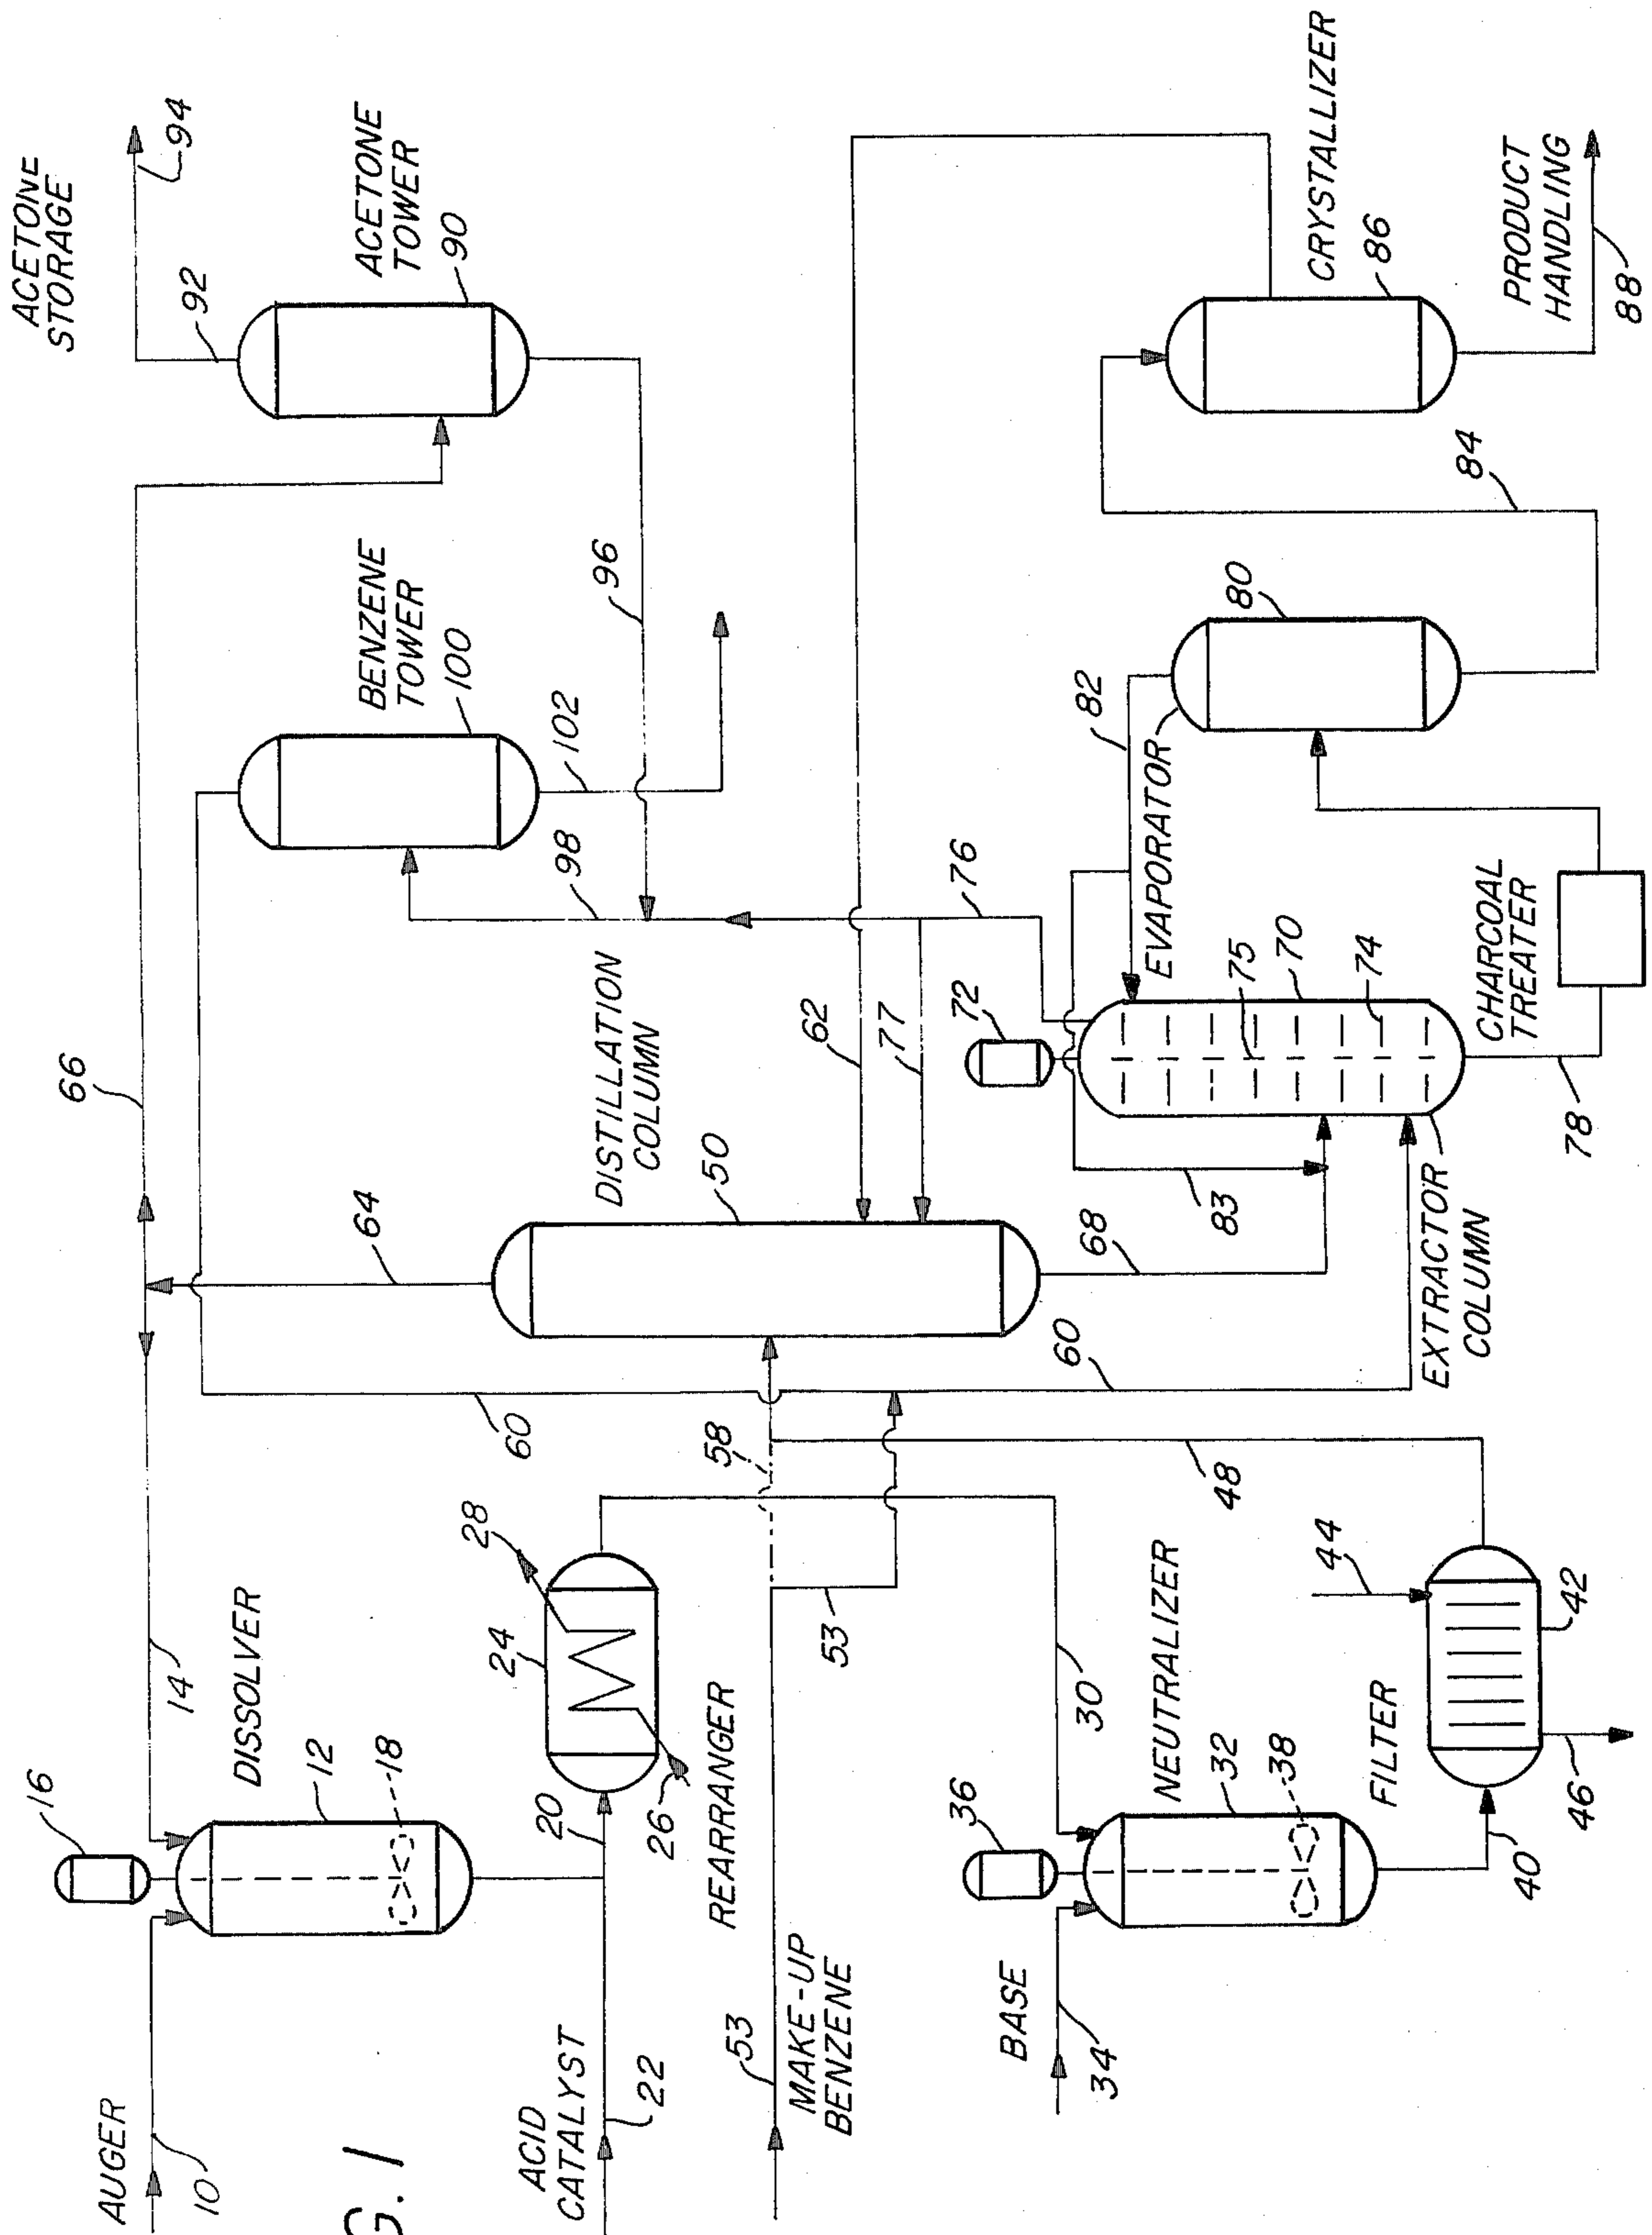 ACETONE
STORAGE
94
92
ACETONE
TOWER
90
66
BENZENE
TOWER
100
96
102
98
64
DISTILLATION
COLUMN
50
62
77
76
14
16
DISSOLVER
12
18
AUGER
10
20
24
28
26
REARRANGER
ACID
CATALYST
22
G. 1
53
MAKE-UP
BENZENE
53
58
60
60
68
83
72
75
70
74
EVAPORATOR
82
80
84
CRYSTALLIZER
86
PRODUCT
HANDLING
88
CHARCOAL
TREATER
78
EXTRACTOR
COLUMN
30
36
NEUTRALIZER
32
38
BASE
34
40
FILTER
44
42
46
48